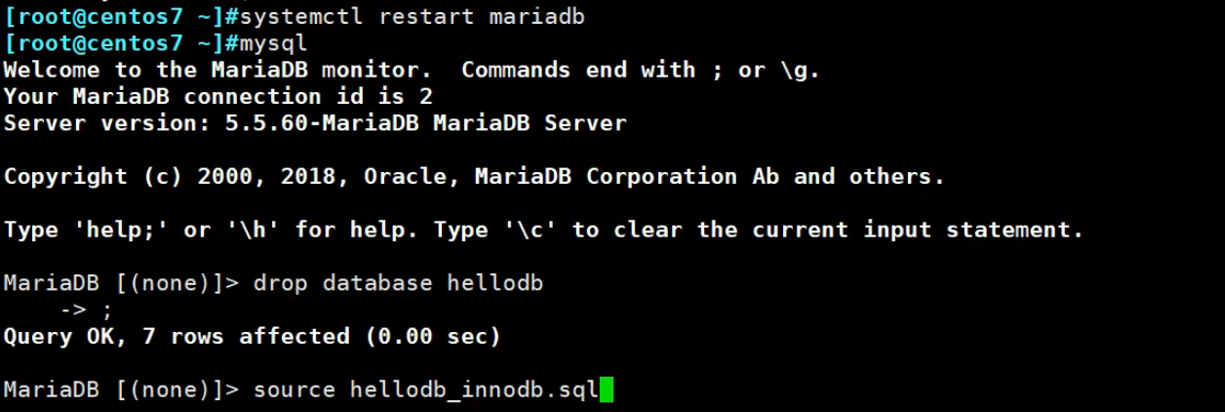 [root@centos7 ~]#systemctl restart mariadb
[root@centos7 ~]#mysql
Welcome to the MariaDB monitor.  Commands end with ; or \g.
Your MariaDB connection id is 2
Server version: 5.5.60-MariaDB MariaDB Server
Copyright (c) 2000, 2018, Oracle, MariaDB Corporation Ab and others.
Type 'help;' or '\h' for help. Type '\c' to clear the current input statement.
MariaDB [(none)]> drop database hellodb
    -> ;
Query OK, 7 rows affected (0.00 sec)
MariaDB [(none)]> source hellodb_innodb.sql